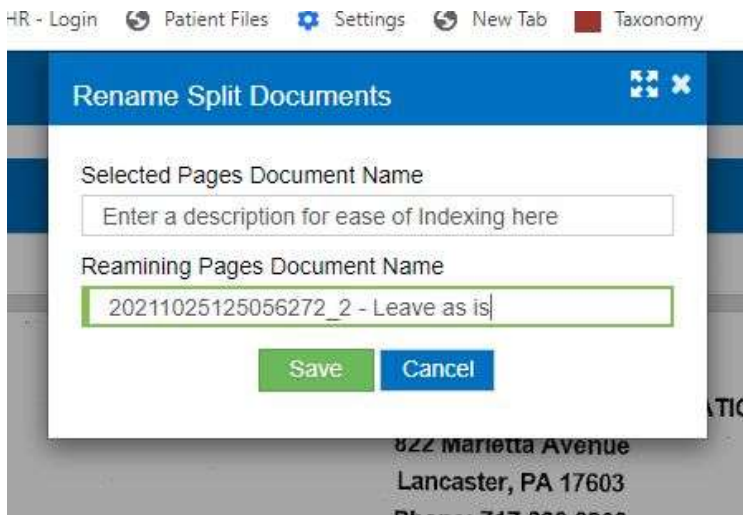 HR - Login Patient Files Settings New Tab Taxonomy
Rename Split Documents
Selected Pages Document Name
Enter a description for ease of Indexing here
Reamining Pages Document Name
20211025125056272_2 - Leave as is
Save Cancel
822 Marietta Avenue
Lancaster, PA 17603